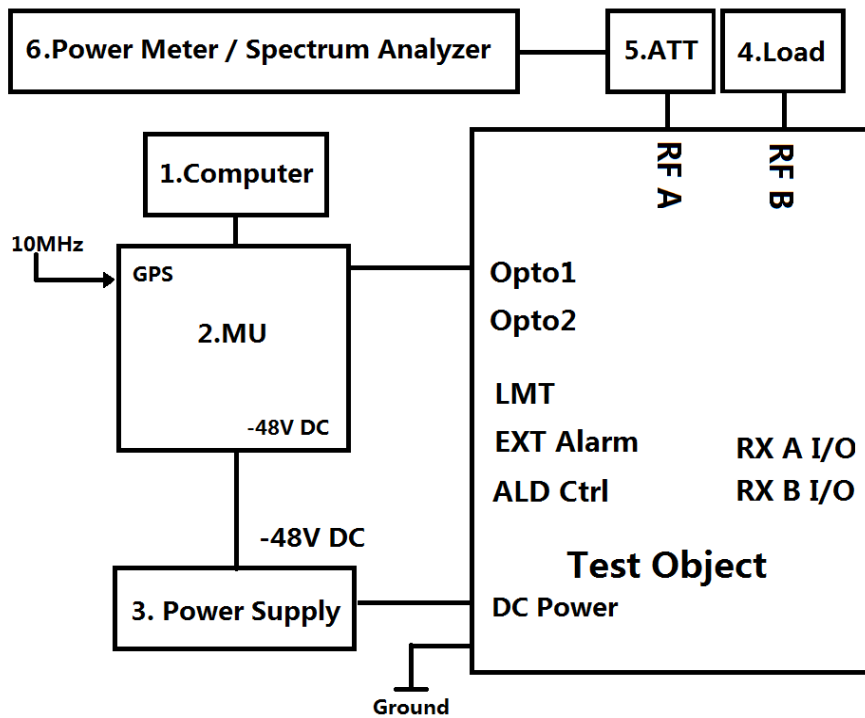 6.Power Meter / Spectrum Analyzer
5.ATT
4.Load
RF A
RF B
1.Computer
10MHz
GPS
2.MU
-48V DC
Opto1
Opto2
LMT
EXT Alarm
ALD Ctrl
RX A I/O
RX B I/O
-48V DC
Test Object
3. Power Supply
DC Power
Ground